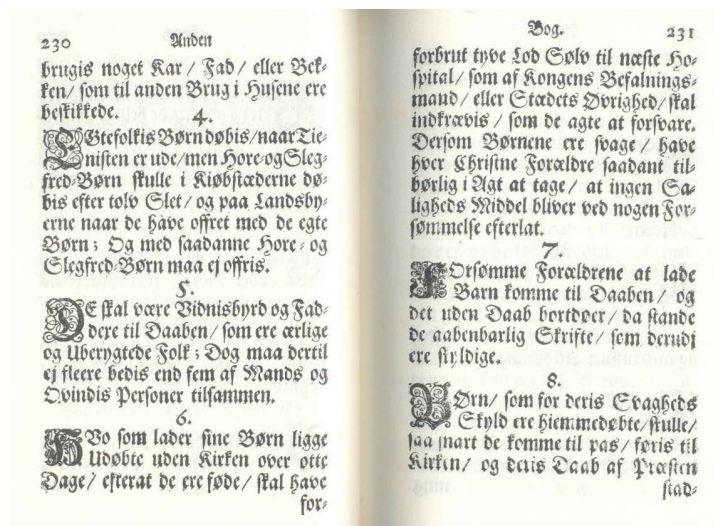 230 Anden
brugis noget Kar / Fad / eller Bek-
ken / som til anden Brug i Husene ere
beskikkede.
4.
EGtefolkis Børn døbis / naar Tie-
nisten er ude / men Hore- og Sleg-
fred-Børn skulle i Kiøbstæderne dø-
bis efter tolv Slet / og paa Landsby-
erne naar de have offret med de egte
Børn ; Og med saadanne Hore- og
Slegfred-Børn maa ej offris.
5.
DE skal være Vidnisbyrd og Fad-
dere til Daaben / som ere ærlige
og Uberygtede Folk ; Dog maa dertil
ej fleere bedis end fem af Mands og
Qvindis Personer tilsammen.
6.
HVo som lader sine Børn ligge
Udøbte uden Kirken over otte
Dage / efterat de ere føde / skal have
for-
Bog. 231
forbrut tyve Lod Sølv til næste Ho-
spital / som af Kongens Befalnings-
mand / eller Stædets Øvrighed / skal
indkrævis / som de agte at forsvare.
Dersom Børnene ere svage / have
hver Christne Forældre saadant til-
børlig i Agt at tage / at ingen Sa-
ligheds Middel bliver ved nogen For-
sømmelse efterlat.
7.
FOrsømme Forældrene at lade
Barn komme til Daaben / og
det uden Daab bortdøer / da stande
de aabenbarlig Skrifte / som derudj
ere skyldige.
8.
BØrn / som for deris Svagheds
Skyld ere hiemmedøbte / skulle /
saa snart de komme til pas / føris til
Kirken / og deris Daab af Præsten
stad-